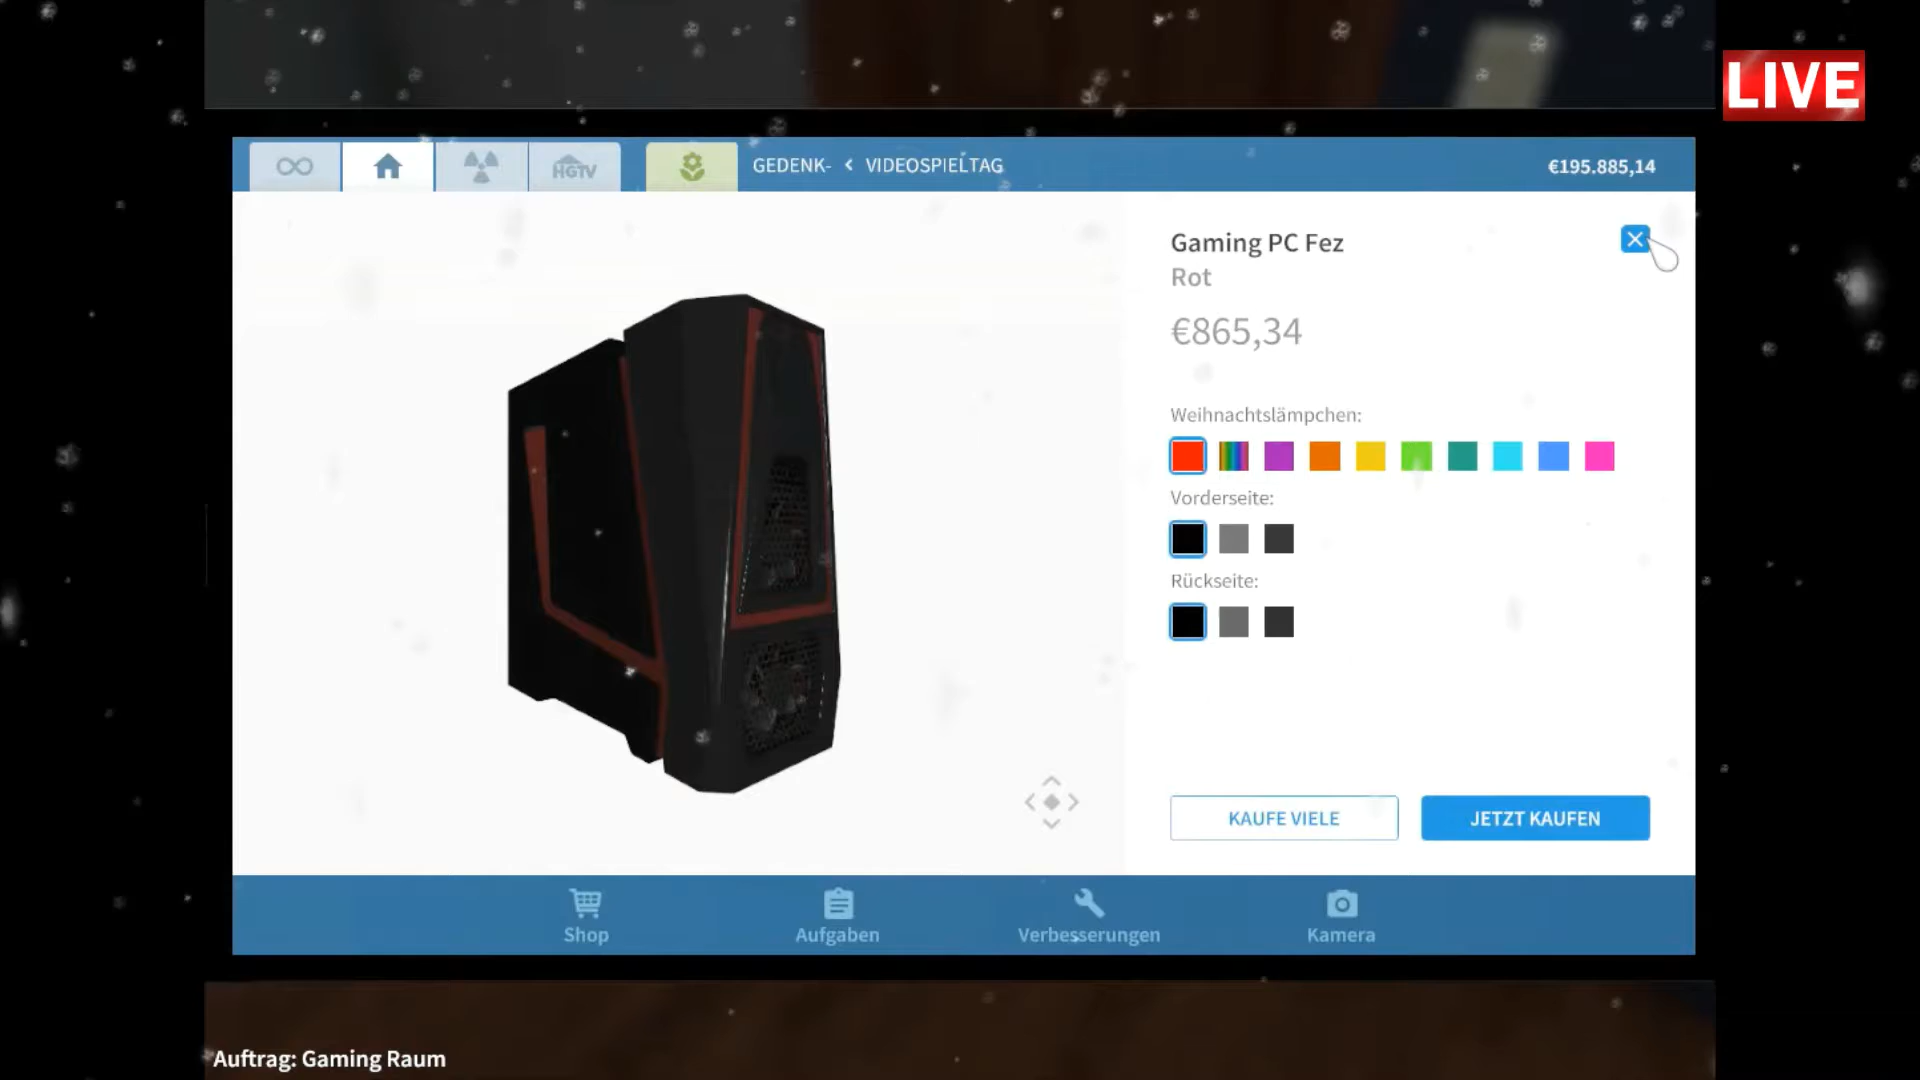 LIVE
HGTV
GEDENK- < VIDEOSPIELTAG
€195.885,14
Gaming PC Fez
Rot
€865,34
Weihnachtslämpchen:
Vorderseite:
Rückseite:
KAUFE VIELE
JETZT KAUFEN
Shop
Aufgaben
Verbesserungen
Kamera
Auftrag: Gaming Raum